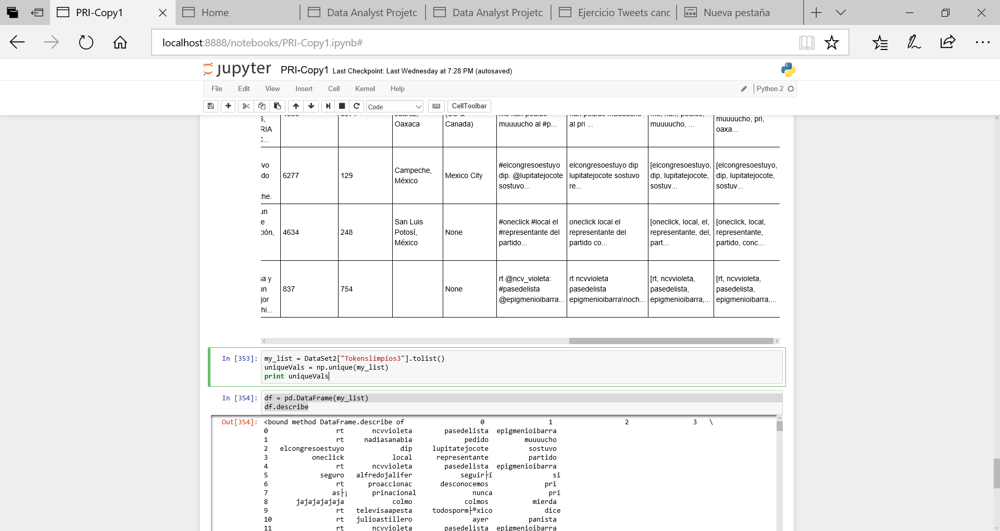 PRI-Copy1
Home
Data Analyst Projetc
Data Analyst Projetc
Ejercicio Tweets canc
Nueva pestaña
localhost:8888/notebooks/PRI-Copy1.ipynb#
jupyter PRI-Copy1 Last Checkpoint: Last Wednesday at 7:28 PM (autosaved)
File Edit View Insert Cell Kernel Help Python 2
Code CellToolbar
S,
RIA
C...
Oaxaca
Canada)
muuuucho al #p...
al pri ...
muuuucho, ...
muuuucho, pri,
oaxa...
ivo
do
che.
6277
129
Campeche,
México
Mexico City
#elcongresoestuyo
dip. @lupitatejocote
sostuvo...
elcongresoestuyo dip
lupitatejocote sostuvo
re...
[elcongresoestuyo,
dip, lupitatejocote,
sostuv...
[elcongresoestuyo,
dip, lupitatejocote,
sostuv...
un
e
ción,
4634
248
San Luis
Potosí,
México
None
#oneclick #local el
#representante del
partido...
oneclick local el
representante del
partido co...
[oneclick, local, el,
representante, del,
part...
[oneclick, local,
representante,
partido, conc...
na y
un
jor
hi...
837
754
None
rt @ncv_violeta:
#pasedelista
@epigmenioibarra...
rt ncvvioleta
pasedelista
epigmenioibarra\noch...
[rt, ncvvioleta,
pasedelista,
epigmenioibarra,...
[rt, ncvvioleta,
pasedelista,
epigmenioibarra,...
In [353]: my_list = DataSet2["Tokenslimpios3"].tolist()
uniqueVals = np.unique(my_list)
print uniqueVals
In [354]: df = pd.DataFrame(my_list)
df.describe
Out[354]: <bound method DataFrame.describe of 0 1 2 3 \
0 rt ncvvioleta pasedelista epigmenioibarra
1 rt nadiasanabia pedido muuuucho
2 elcongresoestuyo dip lupitatejocote sostuvo
3 oneclick local representante partido
4 rt ncvvioleta pasedelista epigmenioibarra
5 seguro alfredojalifer seguir├í si
6 rt proaccionac desconocemos pri
7 as├¡ prinacional nunca pri
8 jajajajajaja colmo colmos mierda
9 rt televisaapesta todosporm├®xico dice
10 rt julioastillero ayer panista
11 rt ncvvioleta pasedelista epigmenioibarra